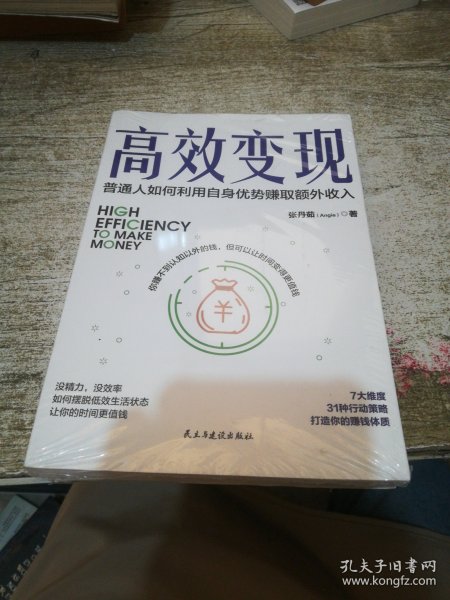 高效变现
普通人如何利用自身优势赚取额外收入
张丹茹（Angie）◎著
HIGH
EFFICIENCY
TO MAKE
MONEY
你赚不到认知以外的钱，但可以让时间变得更值钱
¥
没精力，没效率
如何摆脱低效生活状态
让你的时间更值钱
7大维度
31种行动策略
打造你的赚钱体质
民主与建设出版社
孔夫子旧书网
www.kongfz.com